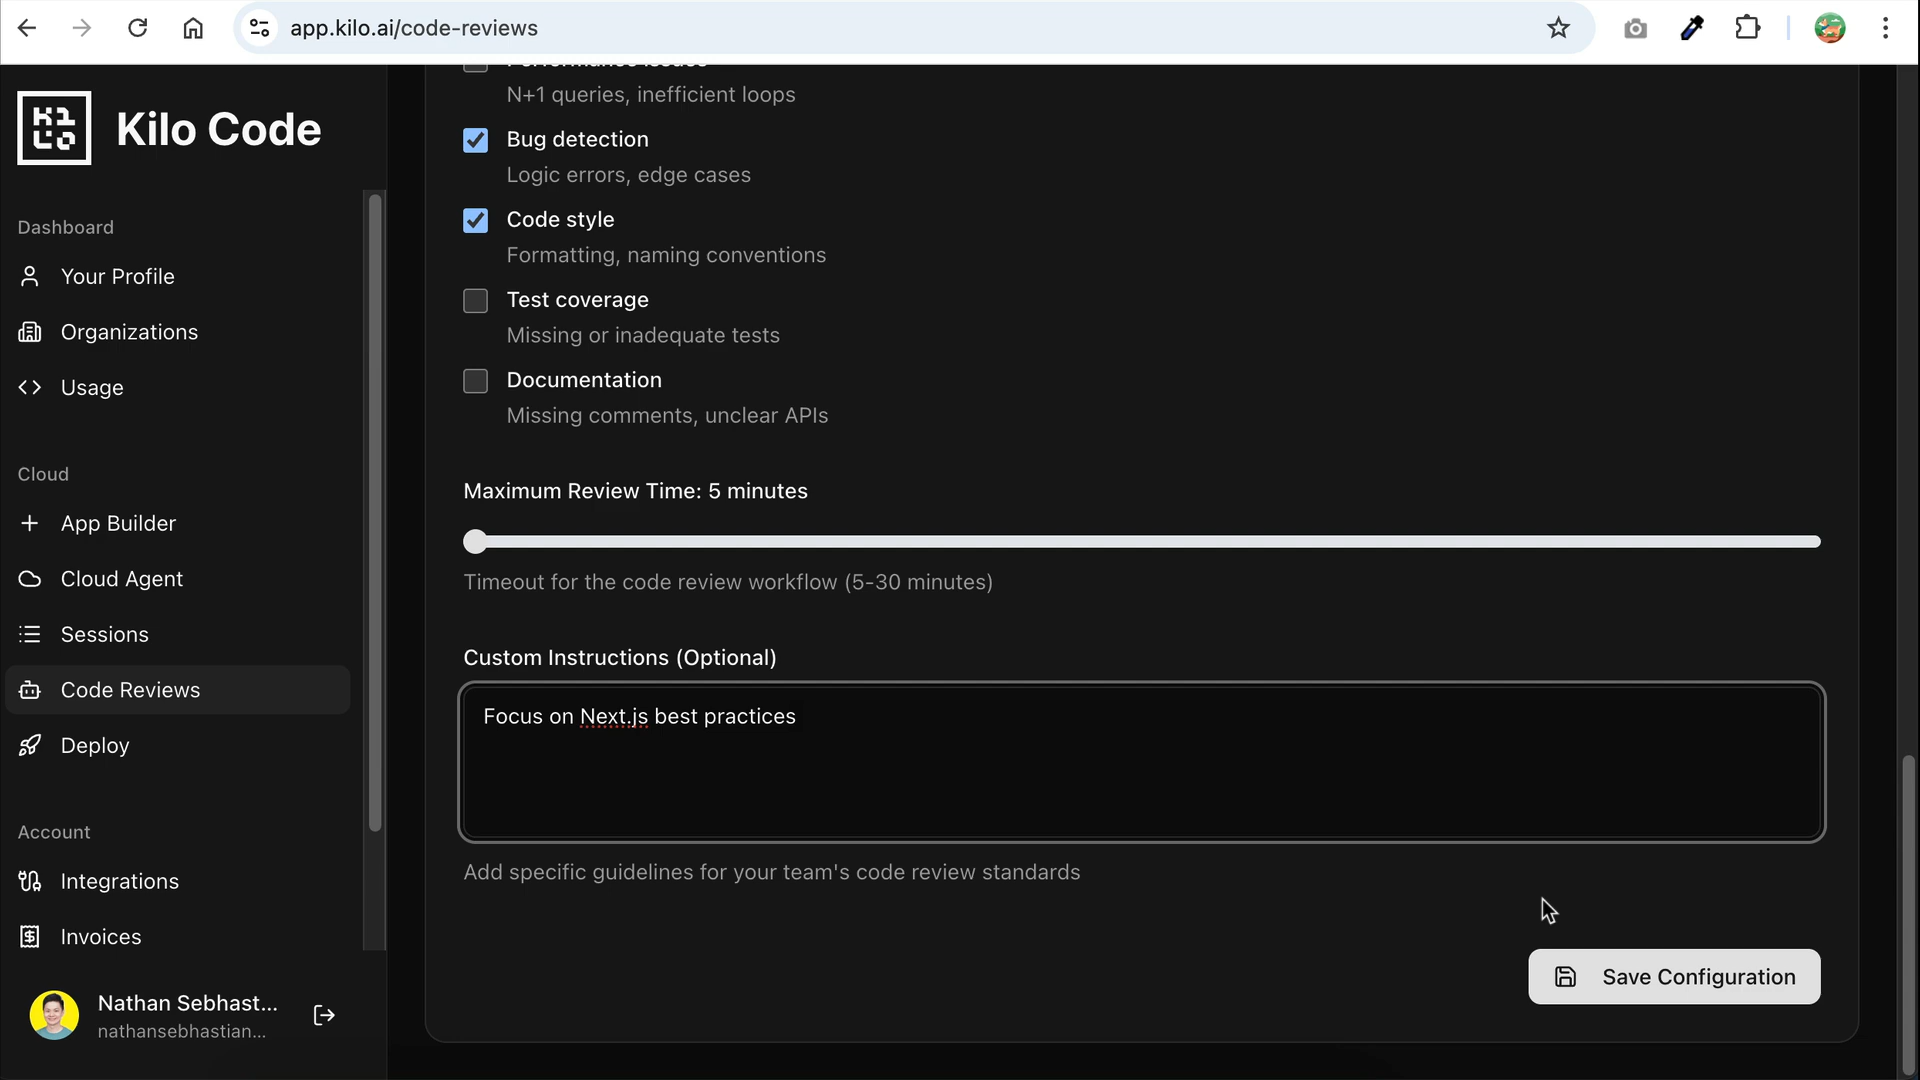 app.kilo.ai/code-reviews
Kilo Code
Dashboard
Your Profile
Organizations
Usage
Cloud
App Builder
Cloud Agent
Sessions
Code Reviews
Deploy
Account
Integrations
Invoices
Nathan Sebhast...
nathansebhastian...
Performance issues
N+1 queries, inefficient loops
Bug detection
Logic errors, edge cases
Code style
Formatting, naming conventions
Test coverage
Missing or inadequate tests
Documentation
Missing comments, unclear APIs
Maximum Review Time: 5 minutes
Timeout for the code review workflow (5-30 minutes)
Custom Instructions (Optional)
Focus on Next.js best practices
Add specific guidelines for your team's code review standards
Save Configuration